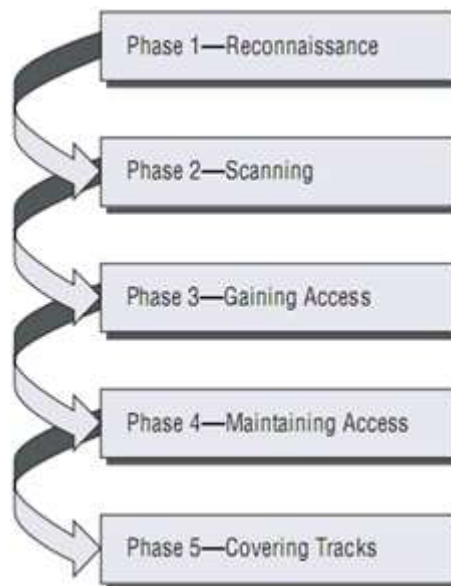 Phase 1—Reconnaissance
Phase 2—Scanning
Phase 3—Gaining Access
Phase 4—Maintaining Access
Phase 5—Covering Tracks